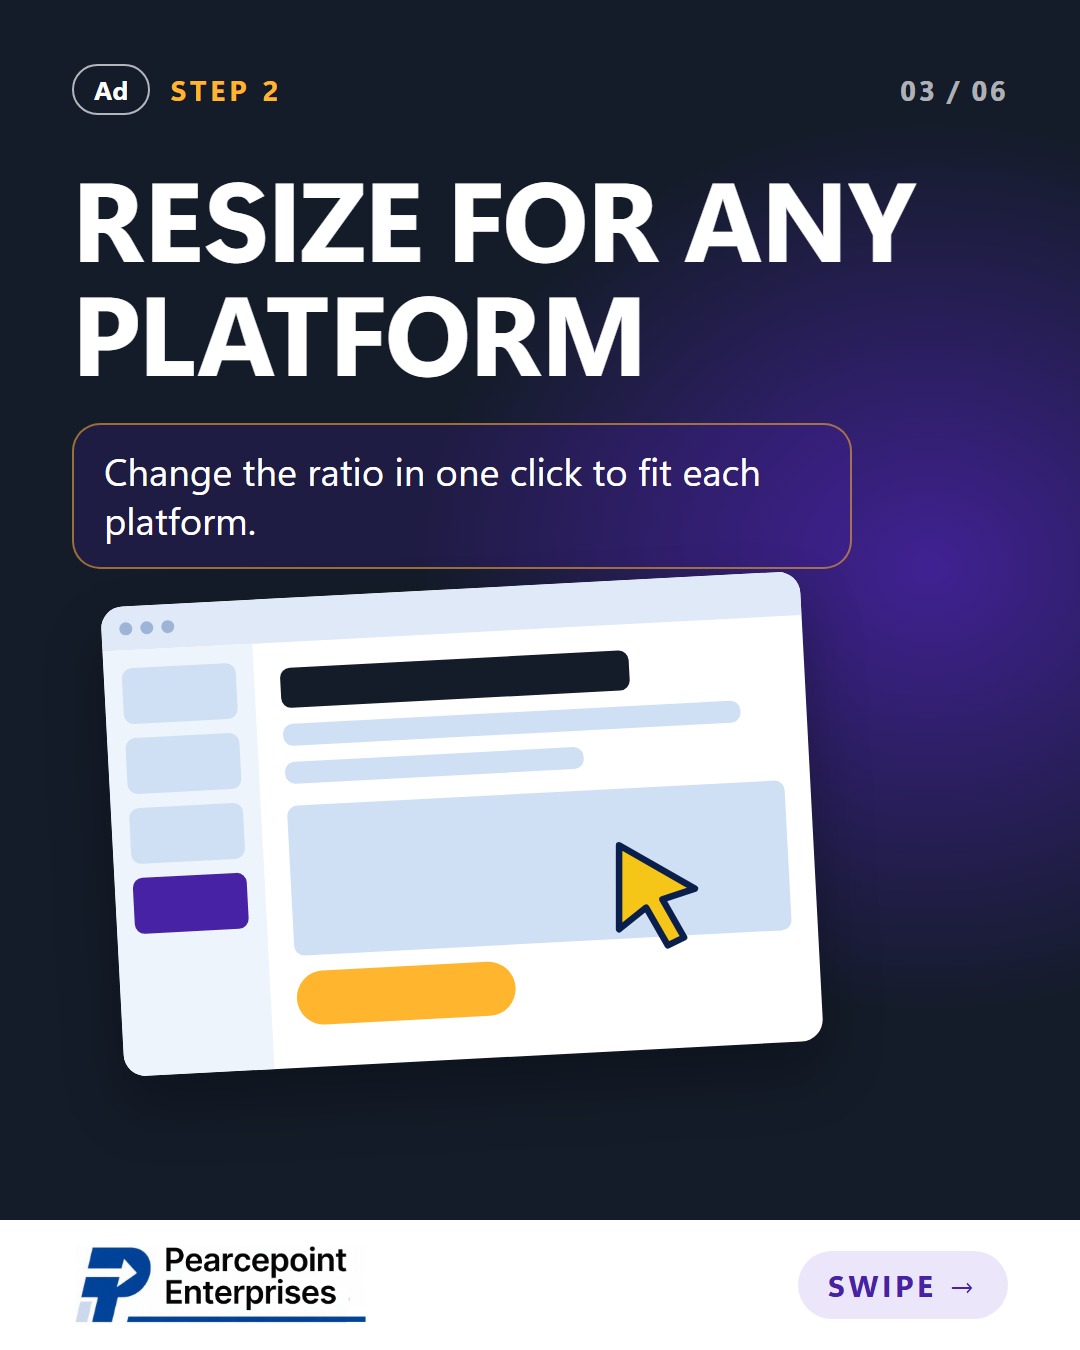 Ad STEP 2 03 / 06
RESIZE FOR ANY
PLATFORM
Change the ratio in one click to fit each
platform.
Pearcepoint
Enterprises
SWIPE →